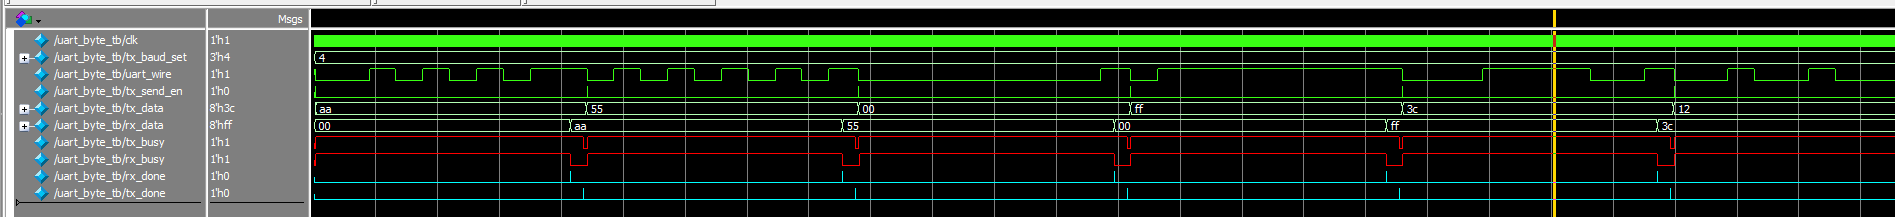 Msgs
/uart_byte_tb/clk 1'h1
/uart_byte_tb/tx_baud_set 3'h4 4
/uart_byte_tb/uart_wire 1'h1
/uart_byte_tb/tx_send_en 1'h0
/uart_byte_tb/tx_data 8'h3c aa 55 00 ff 3c 12
/uart_byte_tb/rx_data 8'hff 00 aa 55 00 ff 3c
/uart_byte_tb/tx_busy 1'h1
/uart_byte_tb/rx_busy 1'h1
/uart_byte_tb/rx_done 1'h0
/uart_byte_tb/tx_done 1'h0